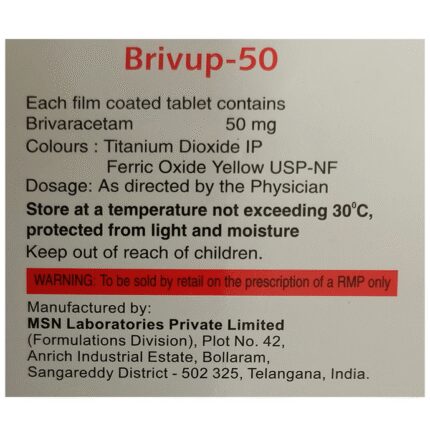 Brivup-50
Each film coated tablet contains
Brivaracetam 50 mg
Colours : Titanium Dioxide IP
Ferric Oxide Yellow USP-NF
Dosage: As directed by the Physician
Store at a temperature not exceeding 30°C,
protected from light and moisture
Keep out of reach of children.
WARNING: To be sold by retail on the prescription of a RMP only
Manufactured by:
MSN Laboratories Private Limited
(Formulations Division), Plot No. 42,
Anrich Industrial Estate, Bollaram,
Sangareddy District - 502 325, Telangana, India.